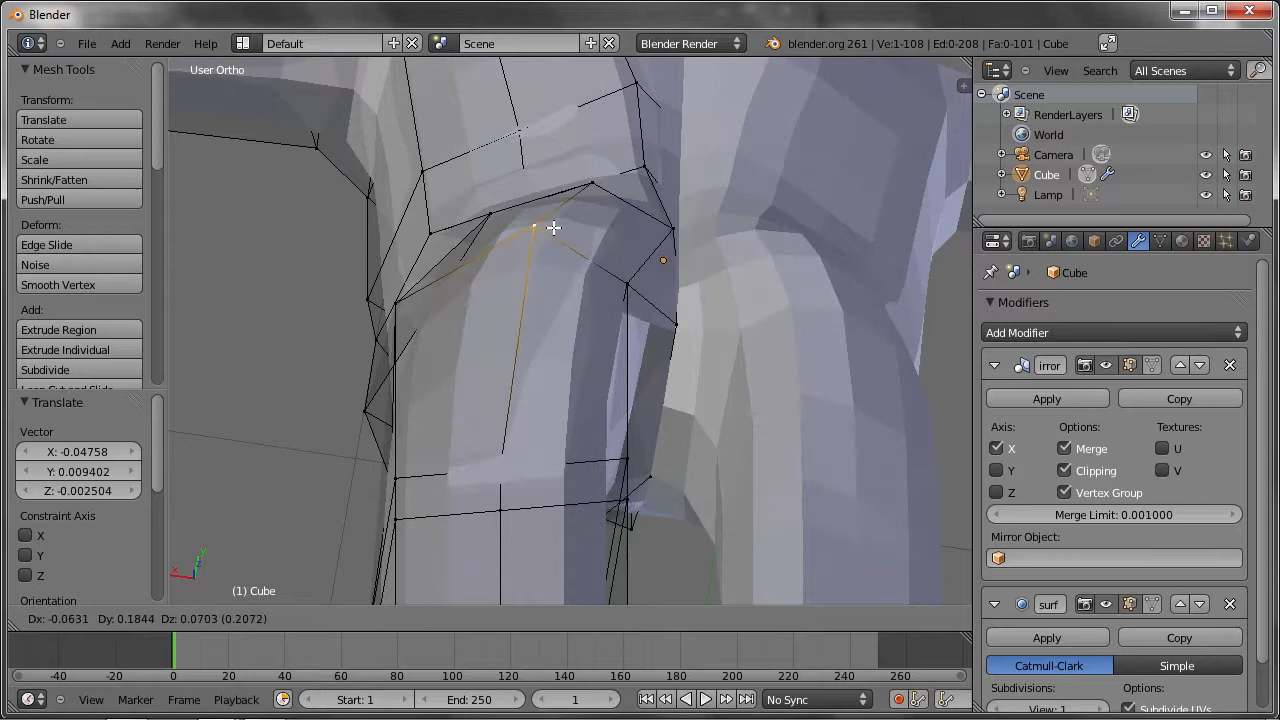 Blender
File Add Render Help Default Scene Blender Render blender.org 261 | Ve:1-108 | Ed:0-208 | Fa:0-101 | Cube
Mesh Tools
Transform:
Translate
Rotate
Scale
Shrink/Fatten
Push/Pull
Deform:
Edge Slide
Noise
Smooth Vertex
Add:
Extrude Region
Extrude Individual
Subdivide
Loop Cut and Slide
Translate
Vector
X: -0.04758
Y: 0.009402
Z: -0.002504
Constraint Axis
X
Y
Z
Orientation
User Ortho
x
y
(1) Cube
Dx: -0.0631 Dy: 0.1844 Dz: 0.0703 (0.2072)
View Search All Scenes
Scene
RenderLayers
World
Camera
Cube
Lamp
Cube
Modifiers
Add Modifier
irror
Apply Copy
Axis: Options: Textures:
X Merge U
Y Clipping V
Z Vertex Group
Merge Limit: 0.001000
Mirror Object:
surf
Apply Copy
Catmull-Clark Simple
Subdivisions: Options:
View: 1 Subdivide UVs
-40 -20 0 20 40 60 80 100 120 140 160 180 200 220 240 260
View Marker Frame Playback Start: 1 End: 250 1 No Sync